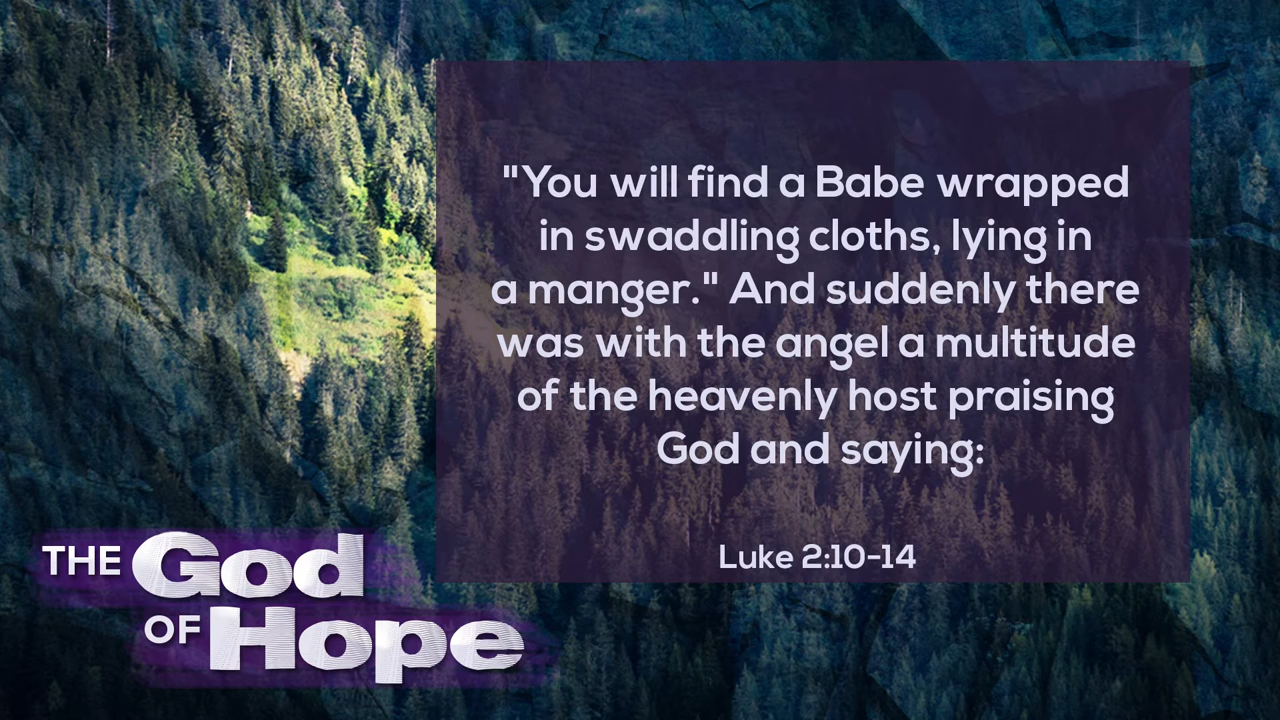 "You will find a Babe wrapped
in swaddling cloths, lying in
a manger." And suddenly there
was with the angel a multitude
of the heavenly host praising
God and saying:
Luke 2:10-14
THE God
OF Hope